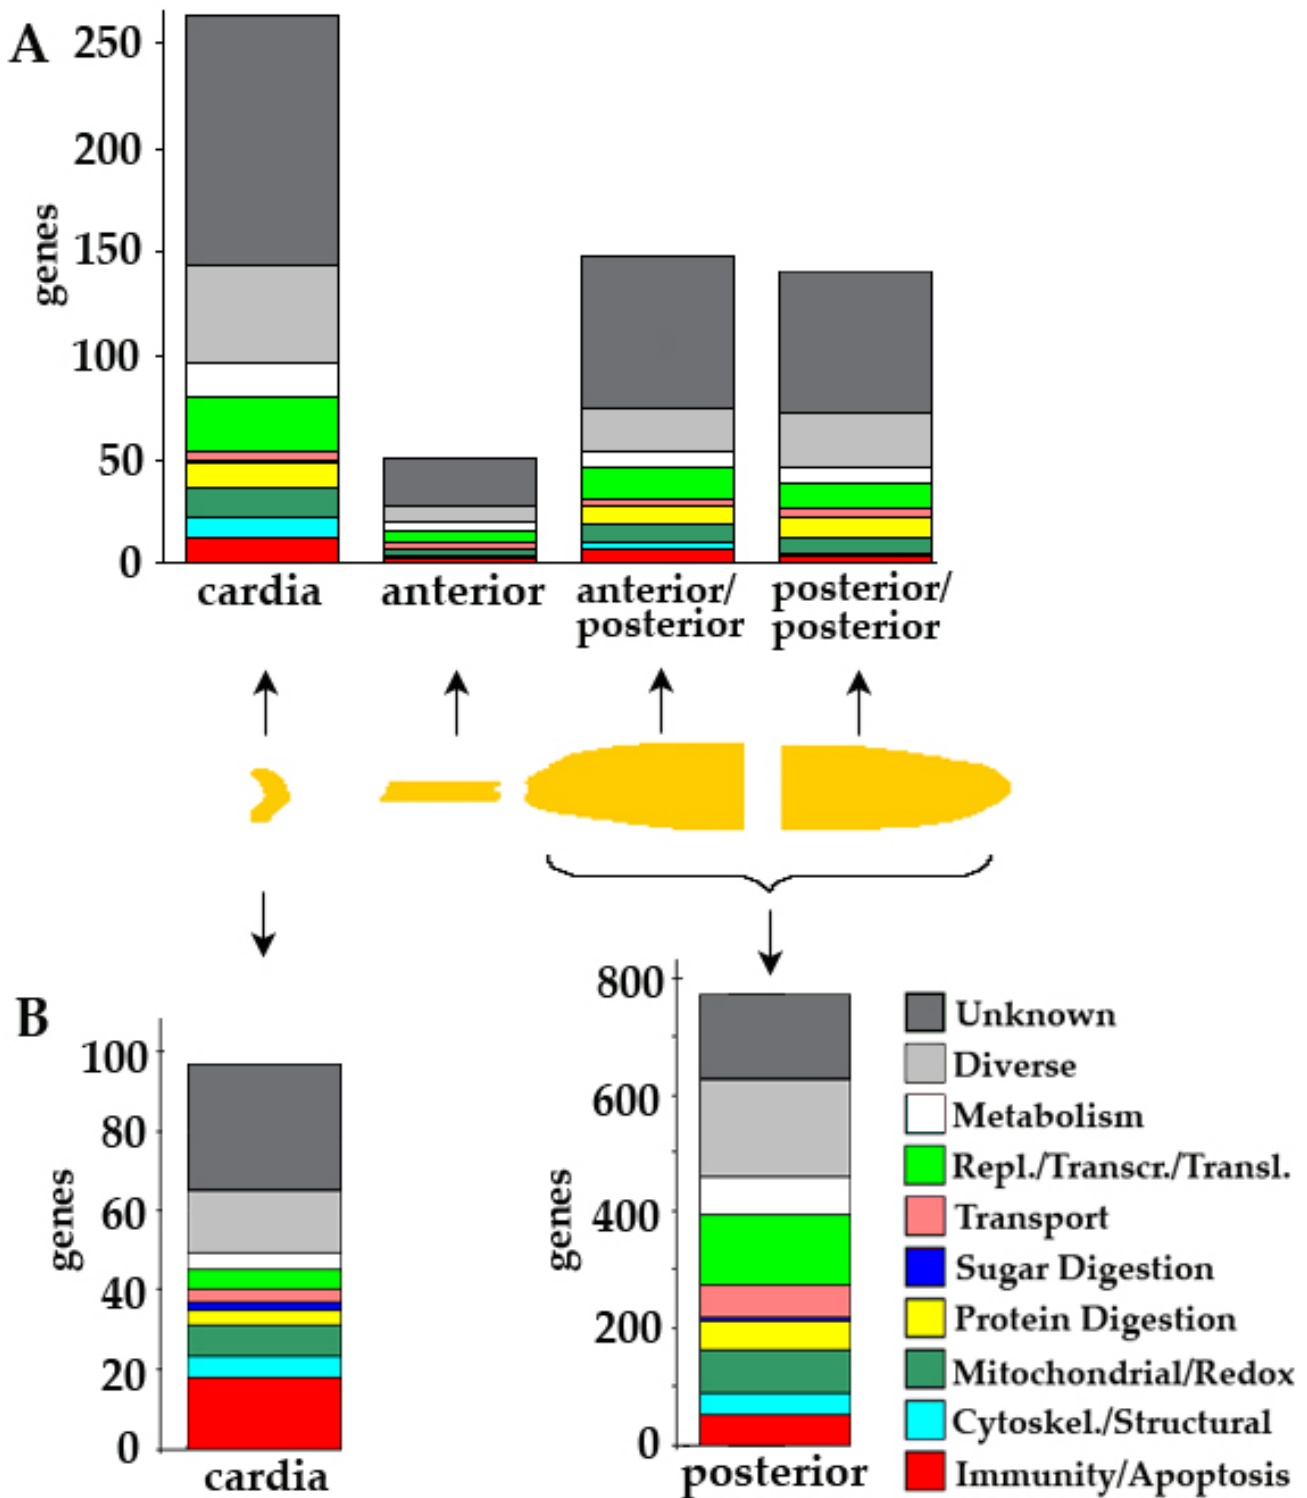 A
250
200
150
100
50
0
genes
cardia
anterior
anterior/
posterior
posterior/
posterior
B
100
80
60
40
20
0
genes
cardia
800
600
400
200
0
genes
posterior
Unknown
Diverse
Metabolism
Repl./Transcr./Transl.
Transport
Sugar Digestion
Protein Digestion
Mitochondrial/Redox
Cytoskel./Structural
Immunity/Apoptosis